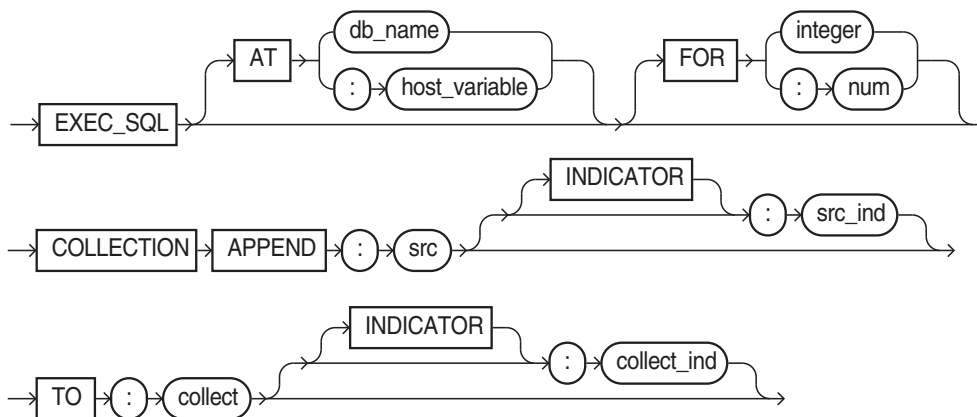 db_name
integer
AT
FOR
: host_variable
: num
EXEC_SQL
INDICATOR
: src_ind
COLLECTION APPEND : src
INDICATOR
: collect_ind
TO : collect